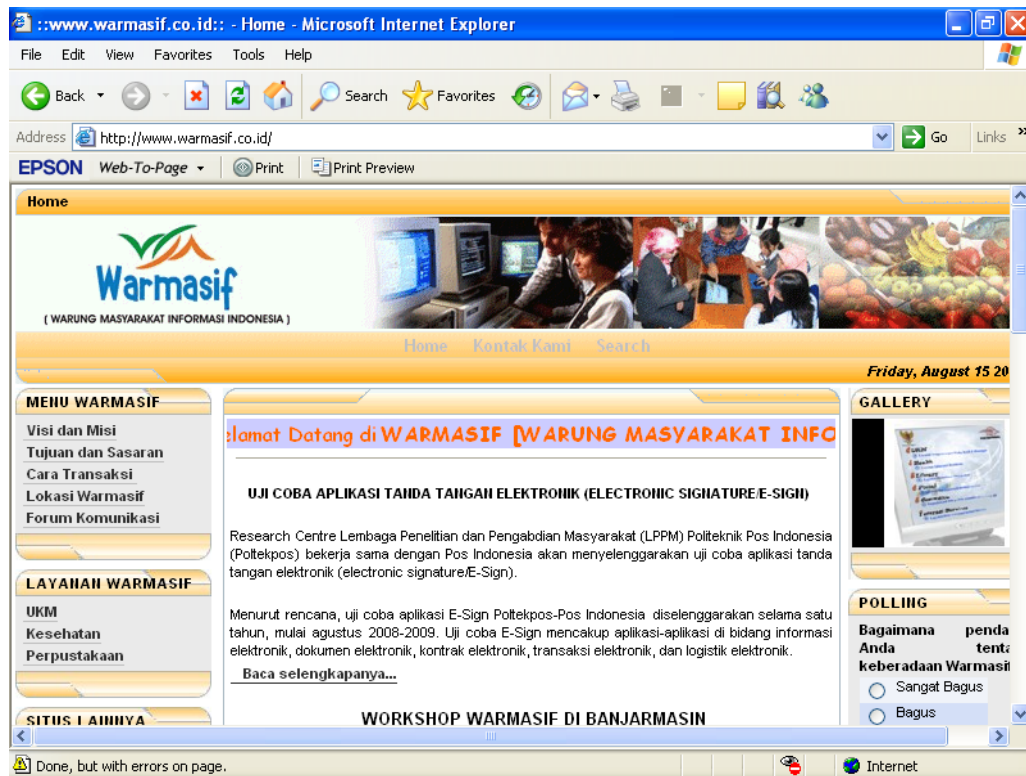 ::www.warmasif.co.id:: - Home - Microsoft Internet Explorer
File Edit View Favorites Tools Help
Back Search Favorites
Address http://www.warmasif.co.id/ Go Links »
EPSON Web-To-Page Print Print Preview
Home
Warmasif
( WARUNG MASYARAKAT INFORMASI INDONESIA )
Home Kontak Kami Search
Friday, August 15 20
MENU WARMASIF
Visi dan Misi
Tujuan dan Sasaran
Cara Transaksi
Lokasi Warmasif
Forum Komunikasi
LAYANAN WARMASIF
UKM
Kesehatan
Perpustakaan
SITUS LAINNYA
elamat Datang di WARMASIF [WARUNG MASYARAKAT INFO
UJI COBA APLIKASI TANDA TANGAN ELEKTRONIK (ELECTRONIC SIGNATURE/E-SIGN)
Research Centre Lembaga Penelitian dan Pengabdian Masyarakat (LPPM) Politeknik Pos Indonesia
(Poltekpos) bekerja sama dengan Pos Indonesia akan menyelenggarakan uji coba aplikasi tanda
tangan elektronik (electronic signature/E-Sign).
Menurut rencana, uji coba aplikasi E-Sign Poltekpos-Pos Indonesia diselenggarakan selama satu
tahun, mulai agustus 2008-2009. Uji coba E-Sign mencakup aplikasi-aplikasi di bidang informasi
elektronik, dokumen elektronik, kontrak elektronik, transaksi elektronik, dan logistik elektronik.
Baca selengkapanya...
WORKSHOP WARMASIF DI BANJARMASIN
GALLERY
POLLING
Bagaimana penda
Anda tenta
keberadaan Warmasif
Sangat Bagus
Bagus
Done, but with errors on page.
Internet